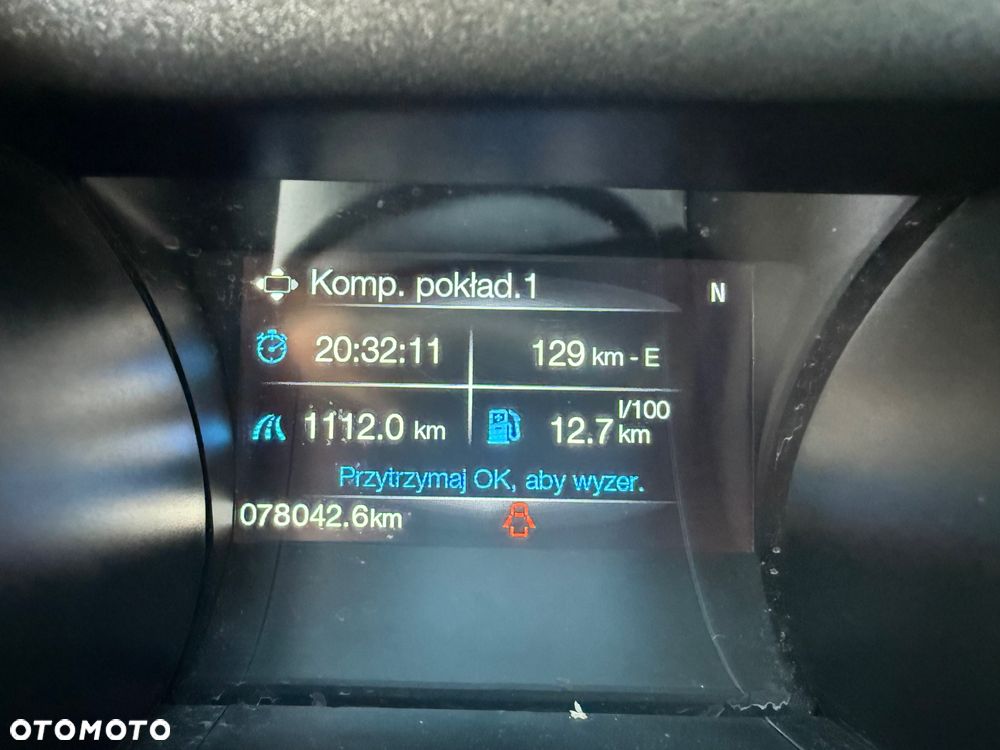 Komp. pokład.1
N
20:32:11
129 km - E
1112.0 km
12.7 l/100 km
Przytrzymaj OK, aby wyzer.
078042.6km
OTOMOTO